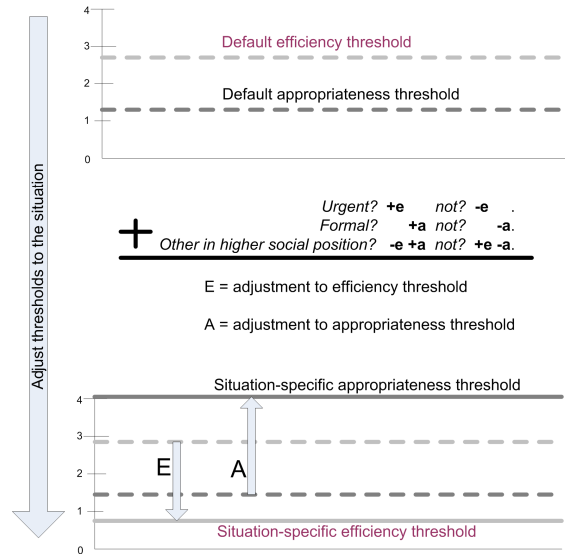 4
Default efficiency threshold
3
2
Default appropriateness threshold
1
0
Adjust thresholds to the situation
Urgent? +e not? -e .
Formal? +a not? -a.
+ Other in higher social position? -e +a not? +e -a.
E = adjustment to efficiency threshold
A = adjustment to appropriateness threshold
Situation-specific appropriateness threshold
4
3
E A
2
1
Situation-specific efficiency threshold
0